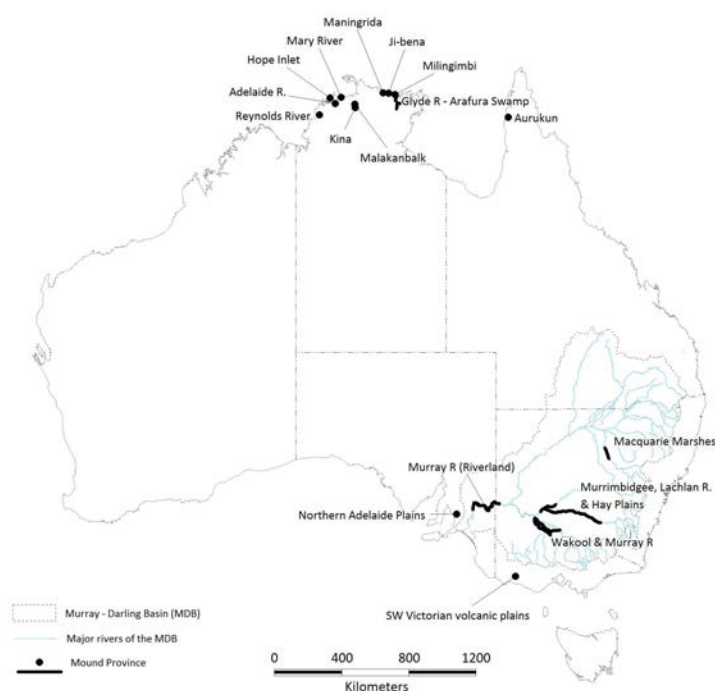 Maningrida
Ji-bena
Mary River
Milingimbi
Hope Inlet
Glyde R - Arafura Swamp
Adelaide R.
Reynolds River
Aurukun
Kina
Malakanbalk
Macquarie Marshes
Murray R (Riverland)
Murrimbidgee, Lachlan R.
& Hay Plains
Northern Adelaide Plains
Wakool & Murray R
SW Victorian volcanic plains
Murray - Darling Basin (MDB)
Major rivers of the MDB
Mound Province
0 400 800 1200
Kilometers